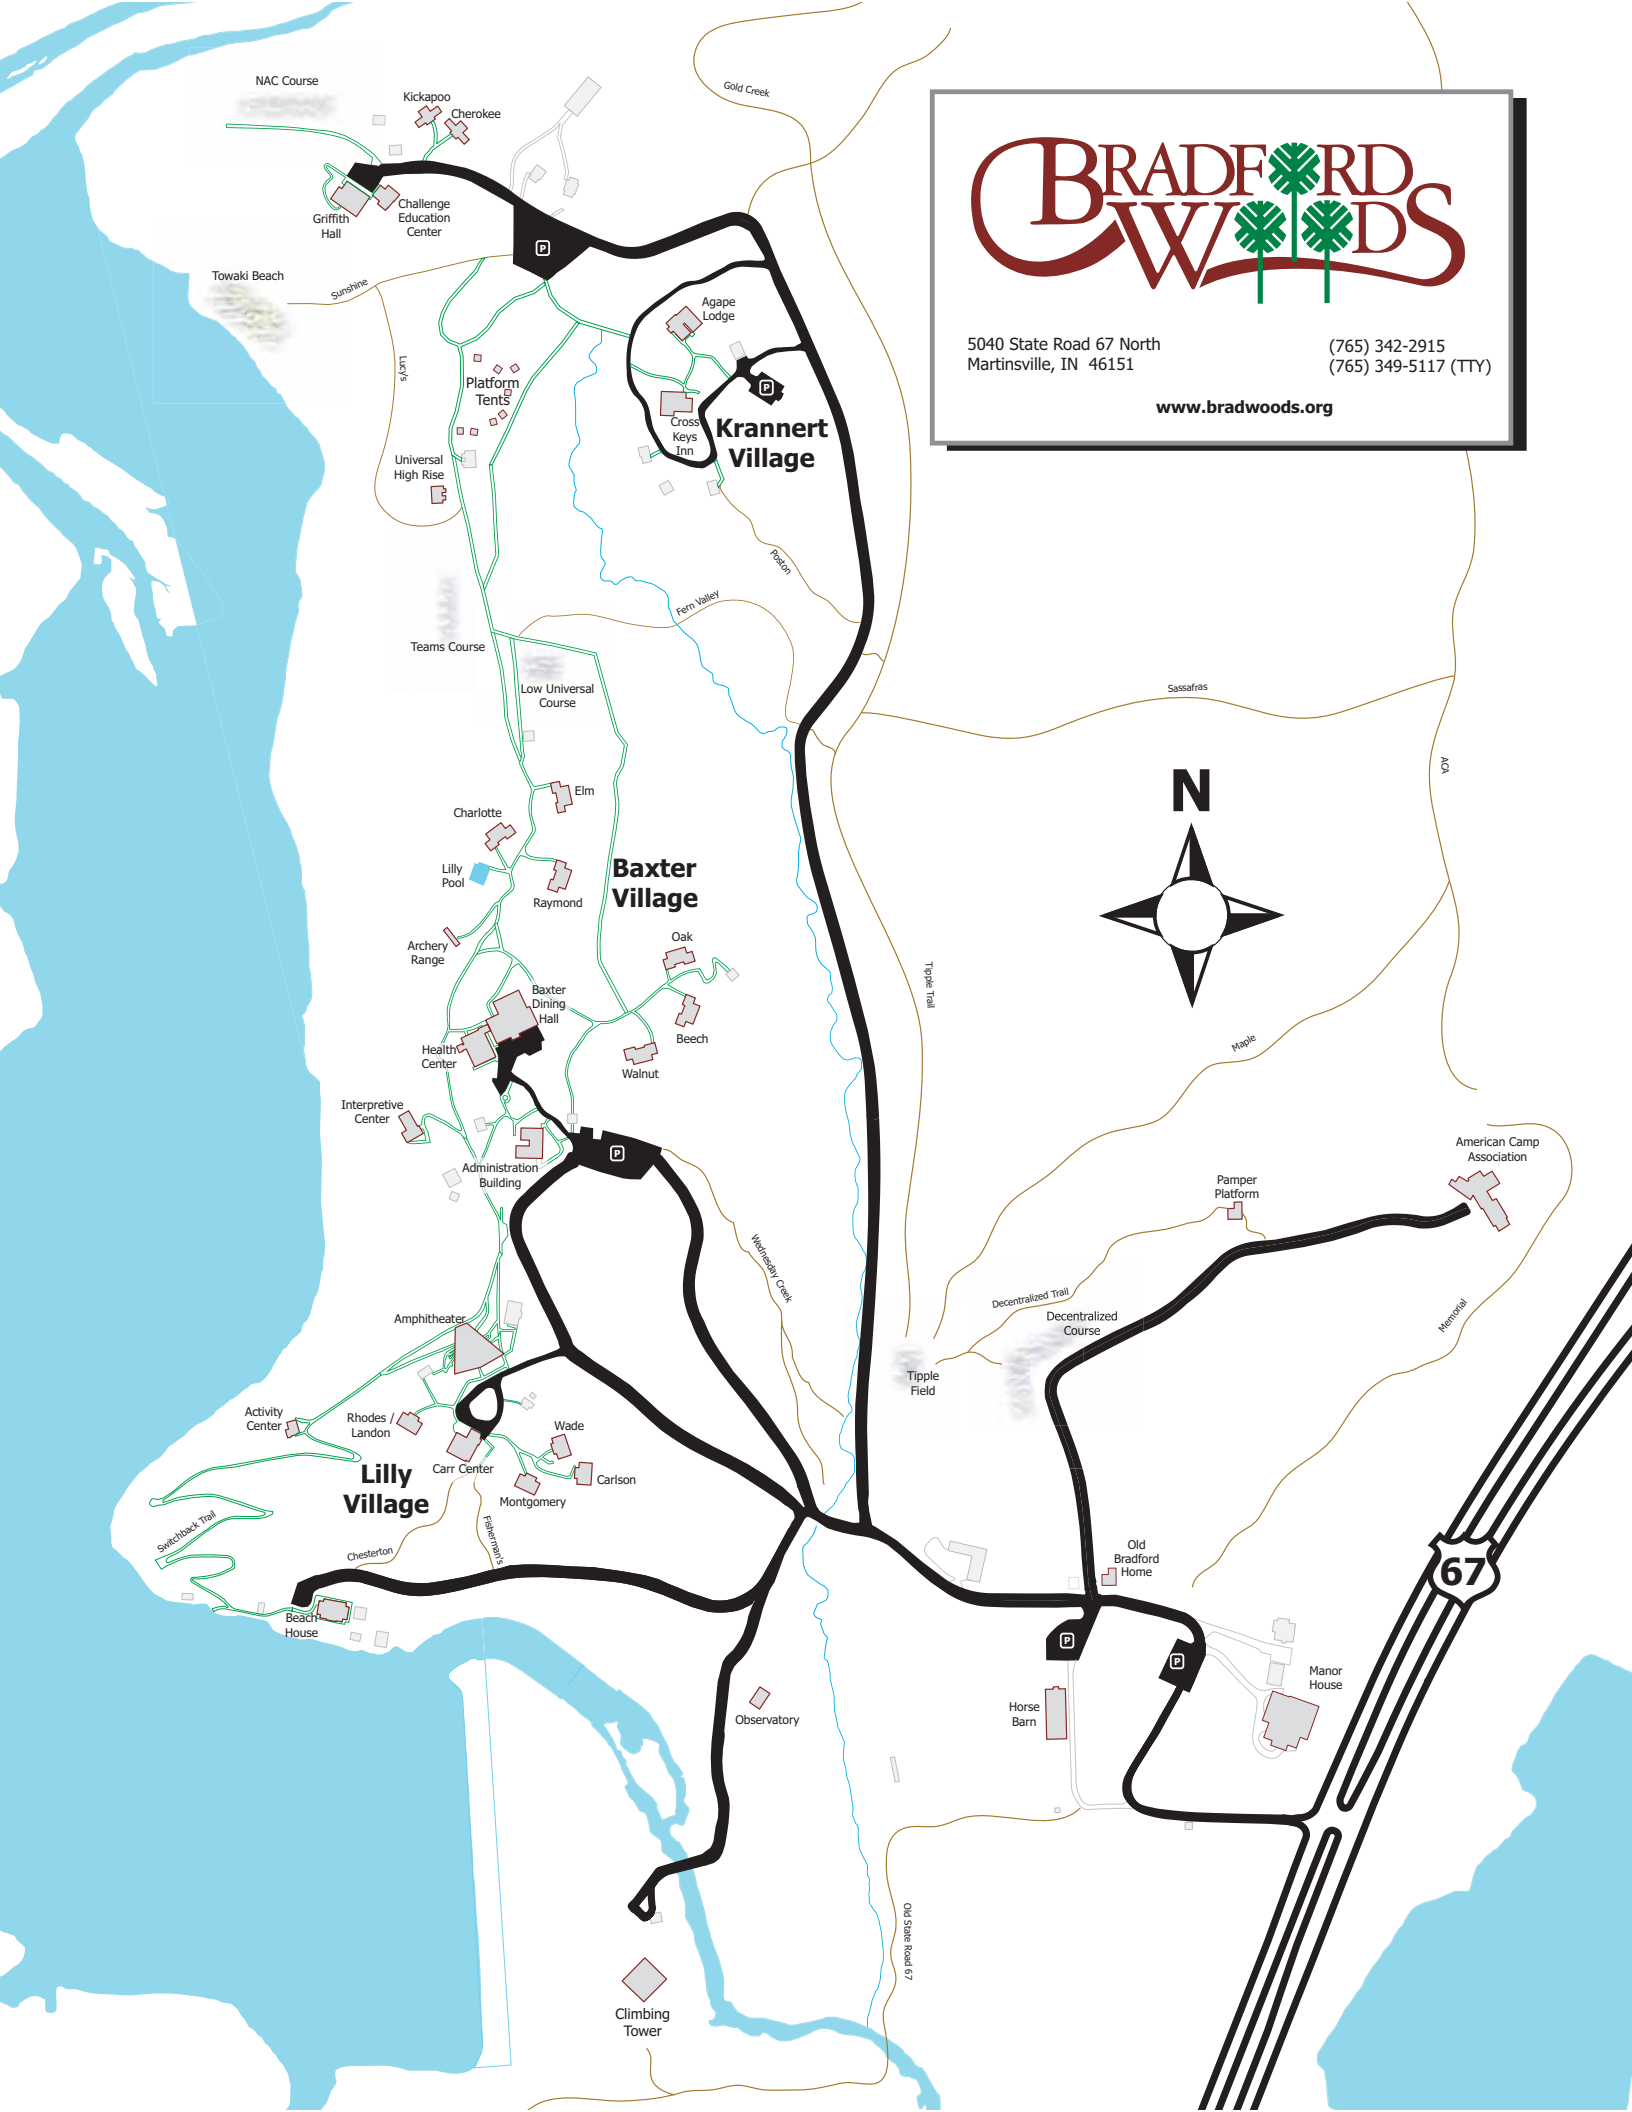 NAC Course
Kickapoo
Cherokee
Gold Creek
BRADFORD
WOODS
5040 State Road 67 North
Martinsville, IN  46151
(765) 342-2915
(765) 349-5117 (TTY)
www.bradwoods.org
Griffith
Hall
Challenge
Education
Center
P
Towaki Beach
Sunshine
Agape
Lodge
Lucy's
Platform
Tents
P
Cross
Keys
Inn
Krannert
Village
Universal
High Rise
Poston
Fern Valley
Teams Course
Low Universal
Course
Sassafras
ACA
N
Elm
Charlotte
Lilly
Pool
Raymond
Baxter
Village
Archery
Range
Oak
Tipple Trail
Baxter
Dining
Hall
Beech
Health
Center
Walnut
Maple
Interpretive
Center
Administration
Building
P
American Camp
Association
Pamper
Platform
Wednesday Creek
Decentralized Trail
Decentralized
Course
Memorial
Amphitheater
Tipple
Field
Activity
Center
Rhodes /
Landon
Wade
Carr Center
Carlson
Lilly
Village
Montgomery
Switchback Trail
Chesterton
Fisherman's
Old
Bradford
Home
67
Beach
House
P
P
Manor
House
Observatory
Horse
Barn
Old State Road 67
Climbing
Tower